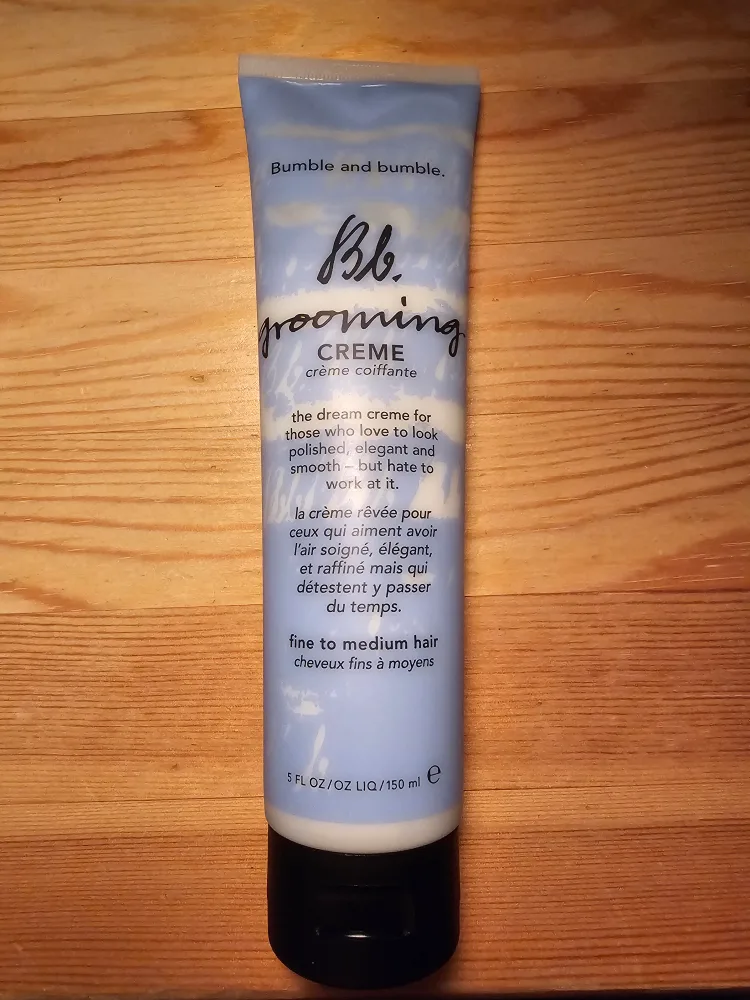 Bumble and bumble.
Bb.
grooming
CREME
crème coiffante
the dream creme for
those who love to look
polished, elegant and
smooth – but hate to
work at it.
la crème rêvée pour
ceux qui aiment avoir
l'air soigné, élégant,
et raffiné mais qui
détestent y passer
du temps.
fine to medium hair
cheveux fins à moyens
5 FL OZ/OZ LIQ/150 ml ℮